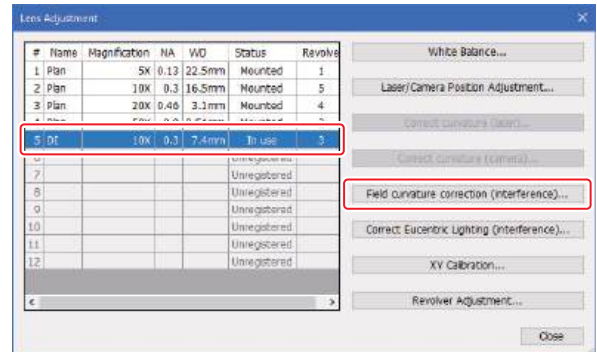 Lens Adjustment
# Name Magnification NA WD Status Revolve
1 Plan 5X 0.13 22.5mm Mounted 1
2 Plan 10X 0.3 16.5mm Mounted 5
3 Plan 20X 0.46 3.1mm Mounted 4
5 DI 10X 0.3 7.4mm In use 3
Unregistered
7 Unregistered
8 Unregistered
9 Unregistered
10 Unregistered
11 Unregistered
12 Unregistered
White Balance...
Laser/Camera Position Adjustment...
Correct curvature (laser)...
Correct curvature (camera)...
Field curvature correction (interference)...
Correct Eucentric Lighting (interference)...
XY Calibration...
Revolver Adjustment...
Close